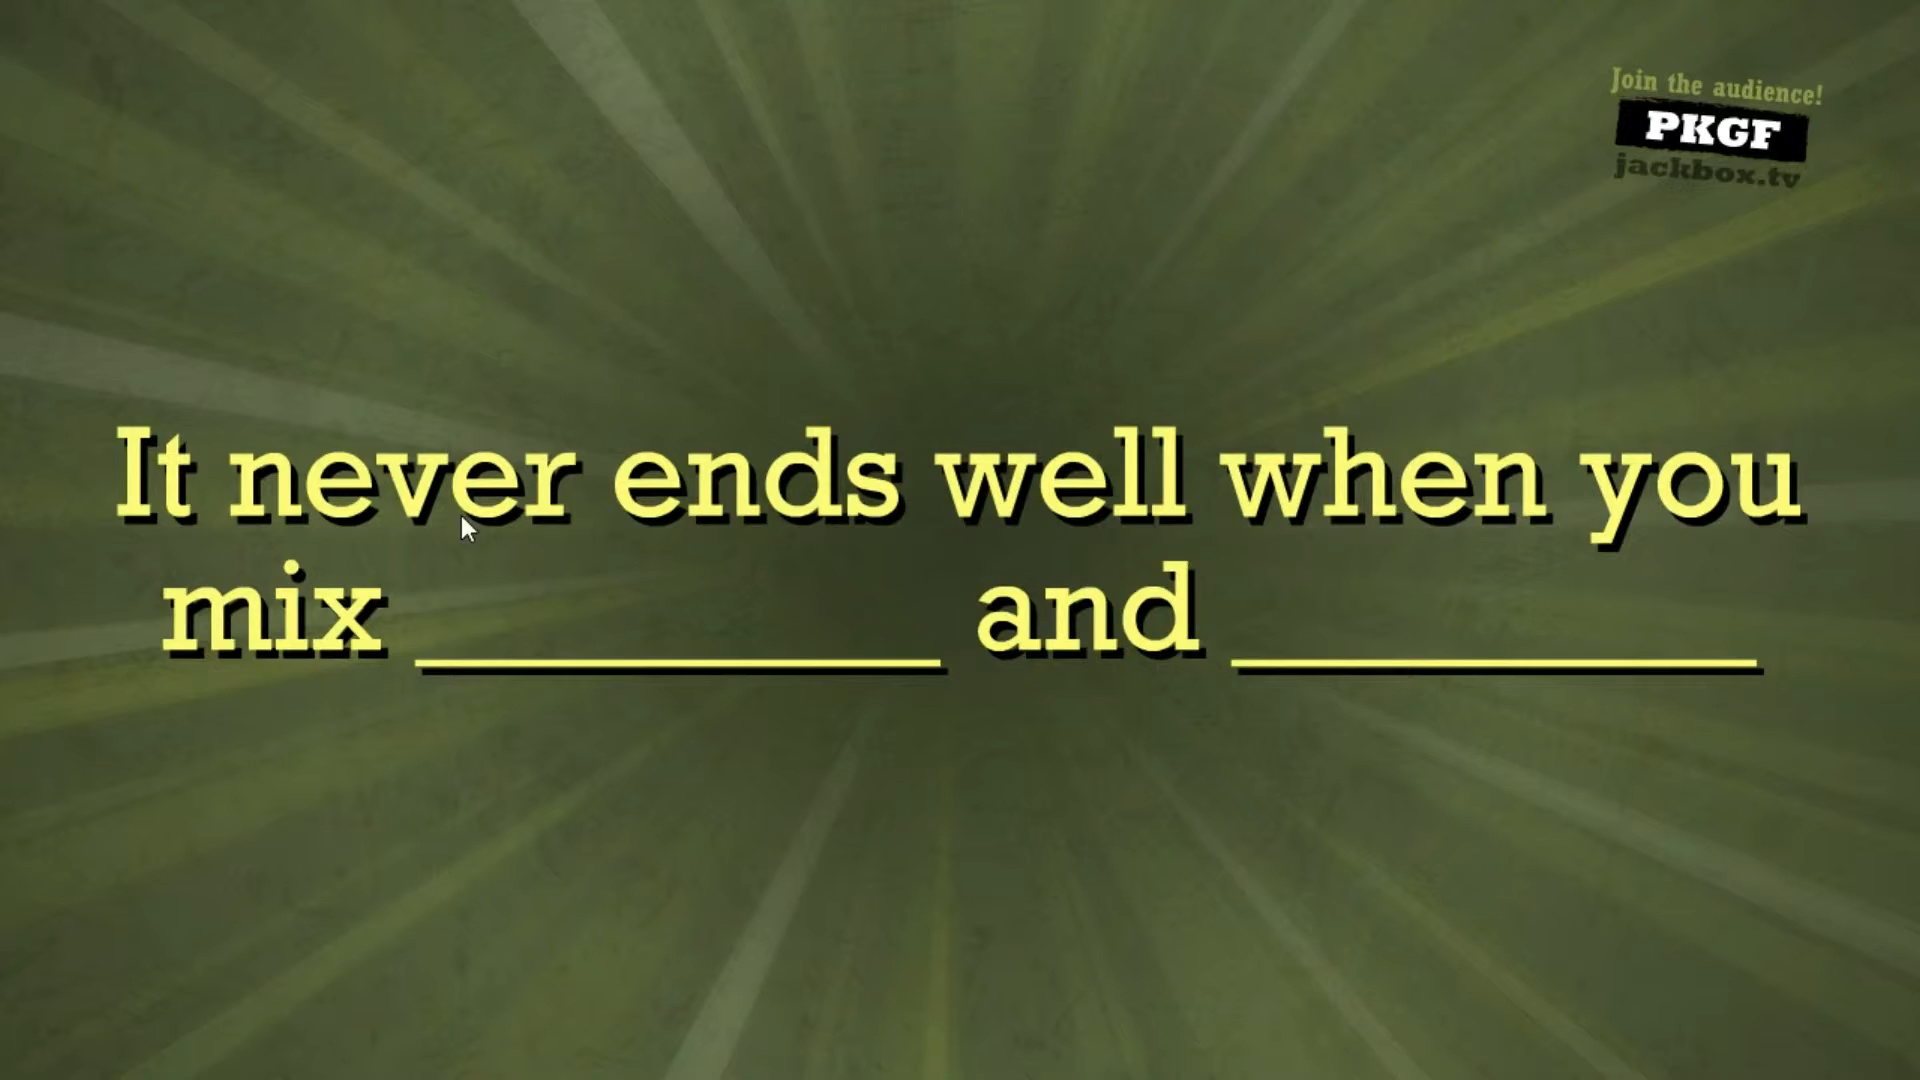 Join the audience!
PKGF
jackbox.tv
It never ends well when you
mix __________ and __________